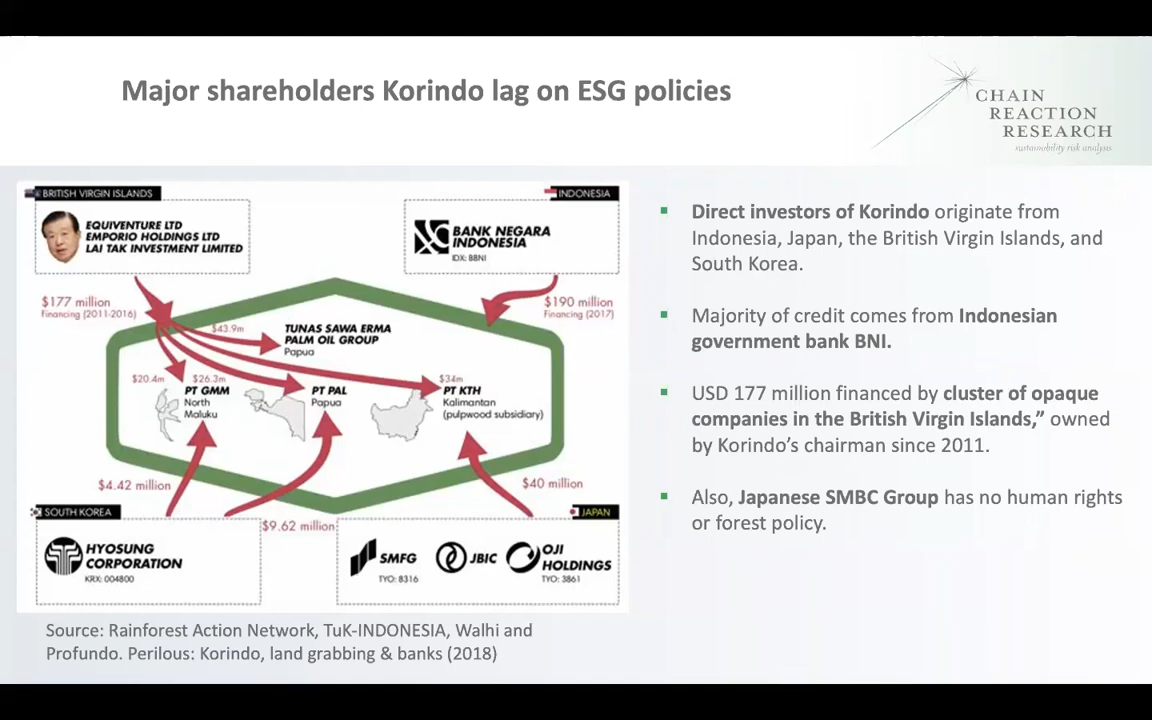 Major shareholders Korindo lag on ESG policies
CHAIN
REACTION
RESEARCH
sustainability risk analysis
BRITISH VIRGIN ISLANDS
EQUIVENTURE LTD
EMPORIO HOLDINGS LTD
LAI TAK INVESTMENT LIMITED
INDONESIA
BANK NEGARA
INDONESIA
IDX: BBNI
$177 million
Financing (2011-2016)
$190 million
Financing (2017)
$43.9m
TUNAS SAWA ERMA
PALM OIL GROUP
Papua
$20.4m
$26.3m
$34m
PT GMM
North
Maluku
PT PAL
Papua
PT KTH
Kalimantan
(pulpwood subsidiary)
$4.42 million
$9.62 million
$40 million
SOUTH KOREA
HYOSUNG
CORPORATION
KRX: 004800
JAPAN
SMFG
TYO: 8316
JBIC
OJI
HOLDINGS
TYO: 3861
Source: Rainforest Action Network, TuK-INDONESIA, Walhi and
Profundo. Perilous: Korindo, land grabbing & banks (2018)
▪ Direct investors of Korindo originate from
Indonesia, Japan, the British Virgin Islands, and
South Korea.
▪ Majority of credit comes from Indonesian
government bank BNI.
▪ USD 177 million financed by cluster of opaque
companies in the British Virgin Islands,” owned
by Korindo’s chairman since 2011.
▪ Also, Japanese SMBC Group has no human rights
or forest policy.